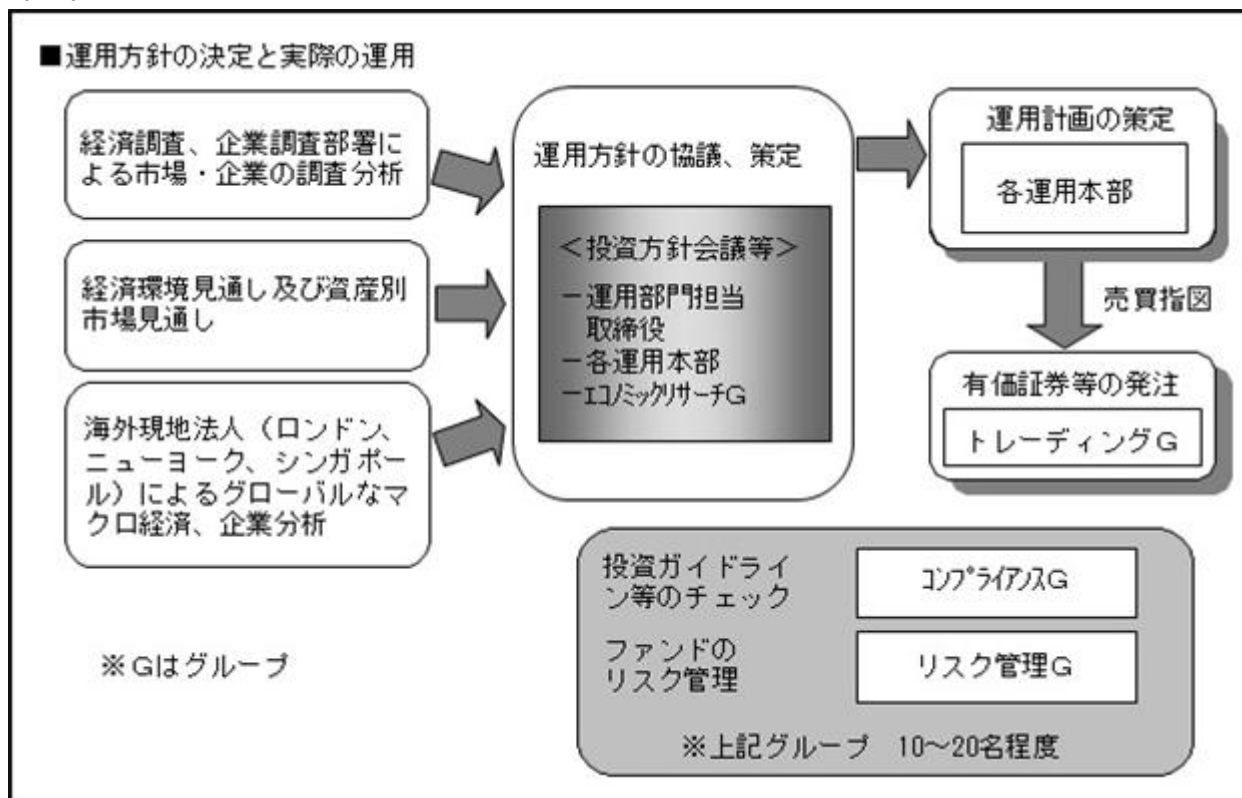 ■運用方針の決定と実際の運用
経済調査、企業調査部署に
よる市場・企業の調査分析
経済環境見通し及び資産別
市場見通し
海外現地法人（ロンドン、
ニューヨーク、シンガポー
ル）によるグローバルなマ
クロ経済、企業分析
運用方針の協議、策定
＜投資方針会議等＞
－運用部門担当
取締役
－各運用本部
－ｴｺﾉﾐｯｸﾘｻｰﾁG
運用計画の策定
各運用本部
売買指図
有価証券等の発注
トレーディングＧ
投資ガイドライ
ン等のチェック
ｺﾝﾌﾟﾗｲｱﾝｽG
ファンドの
リスク管理
リスク管理Ｇ
※上記グループ　10～20名程度
※Ｇはグループ